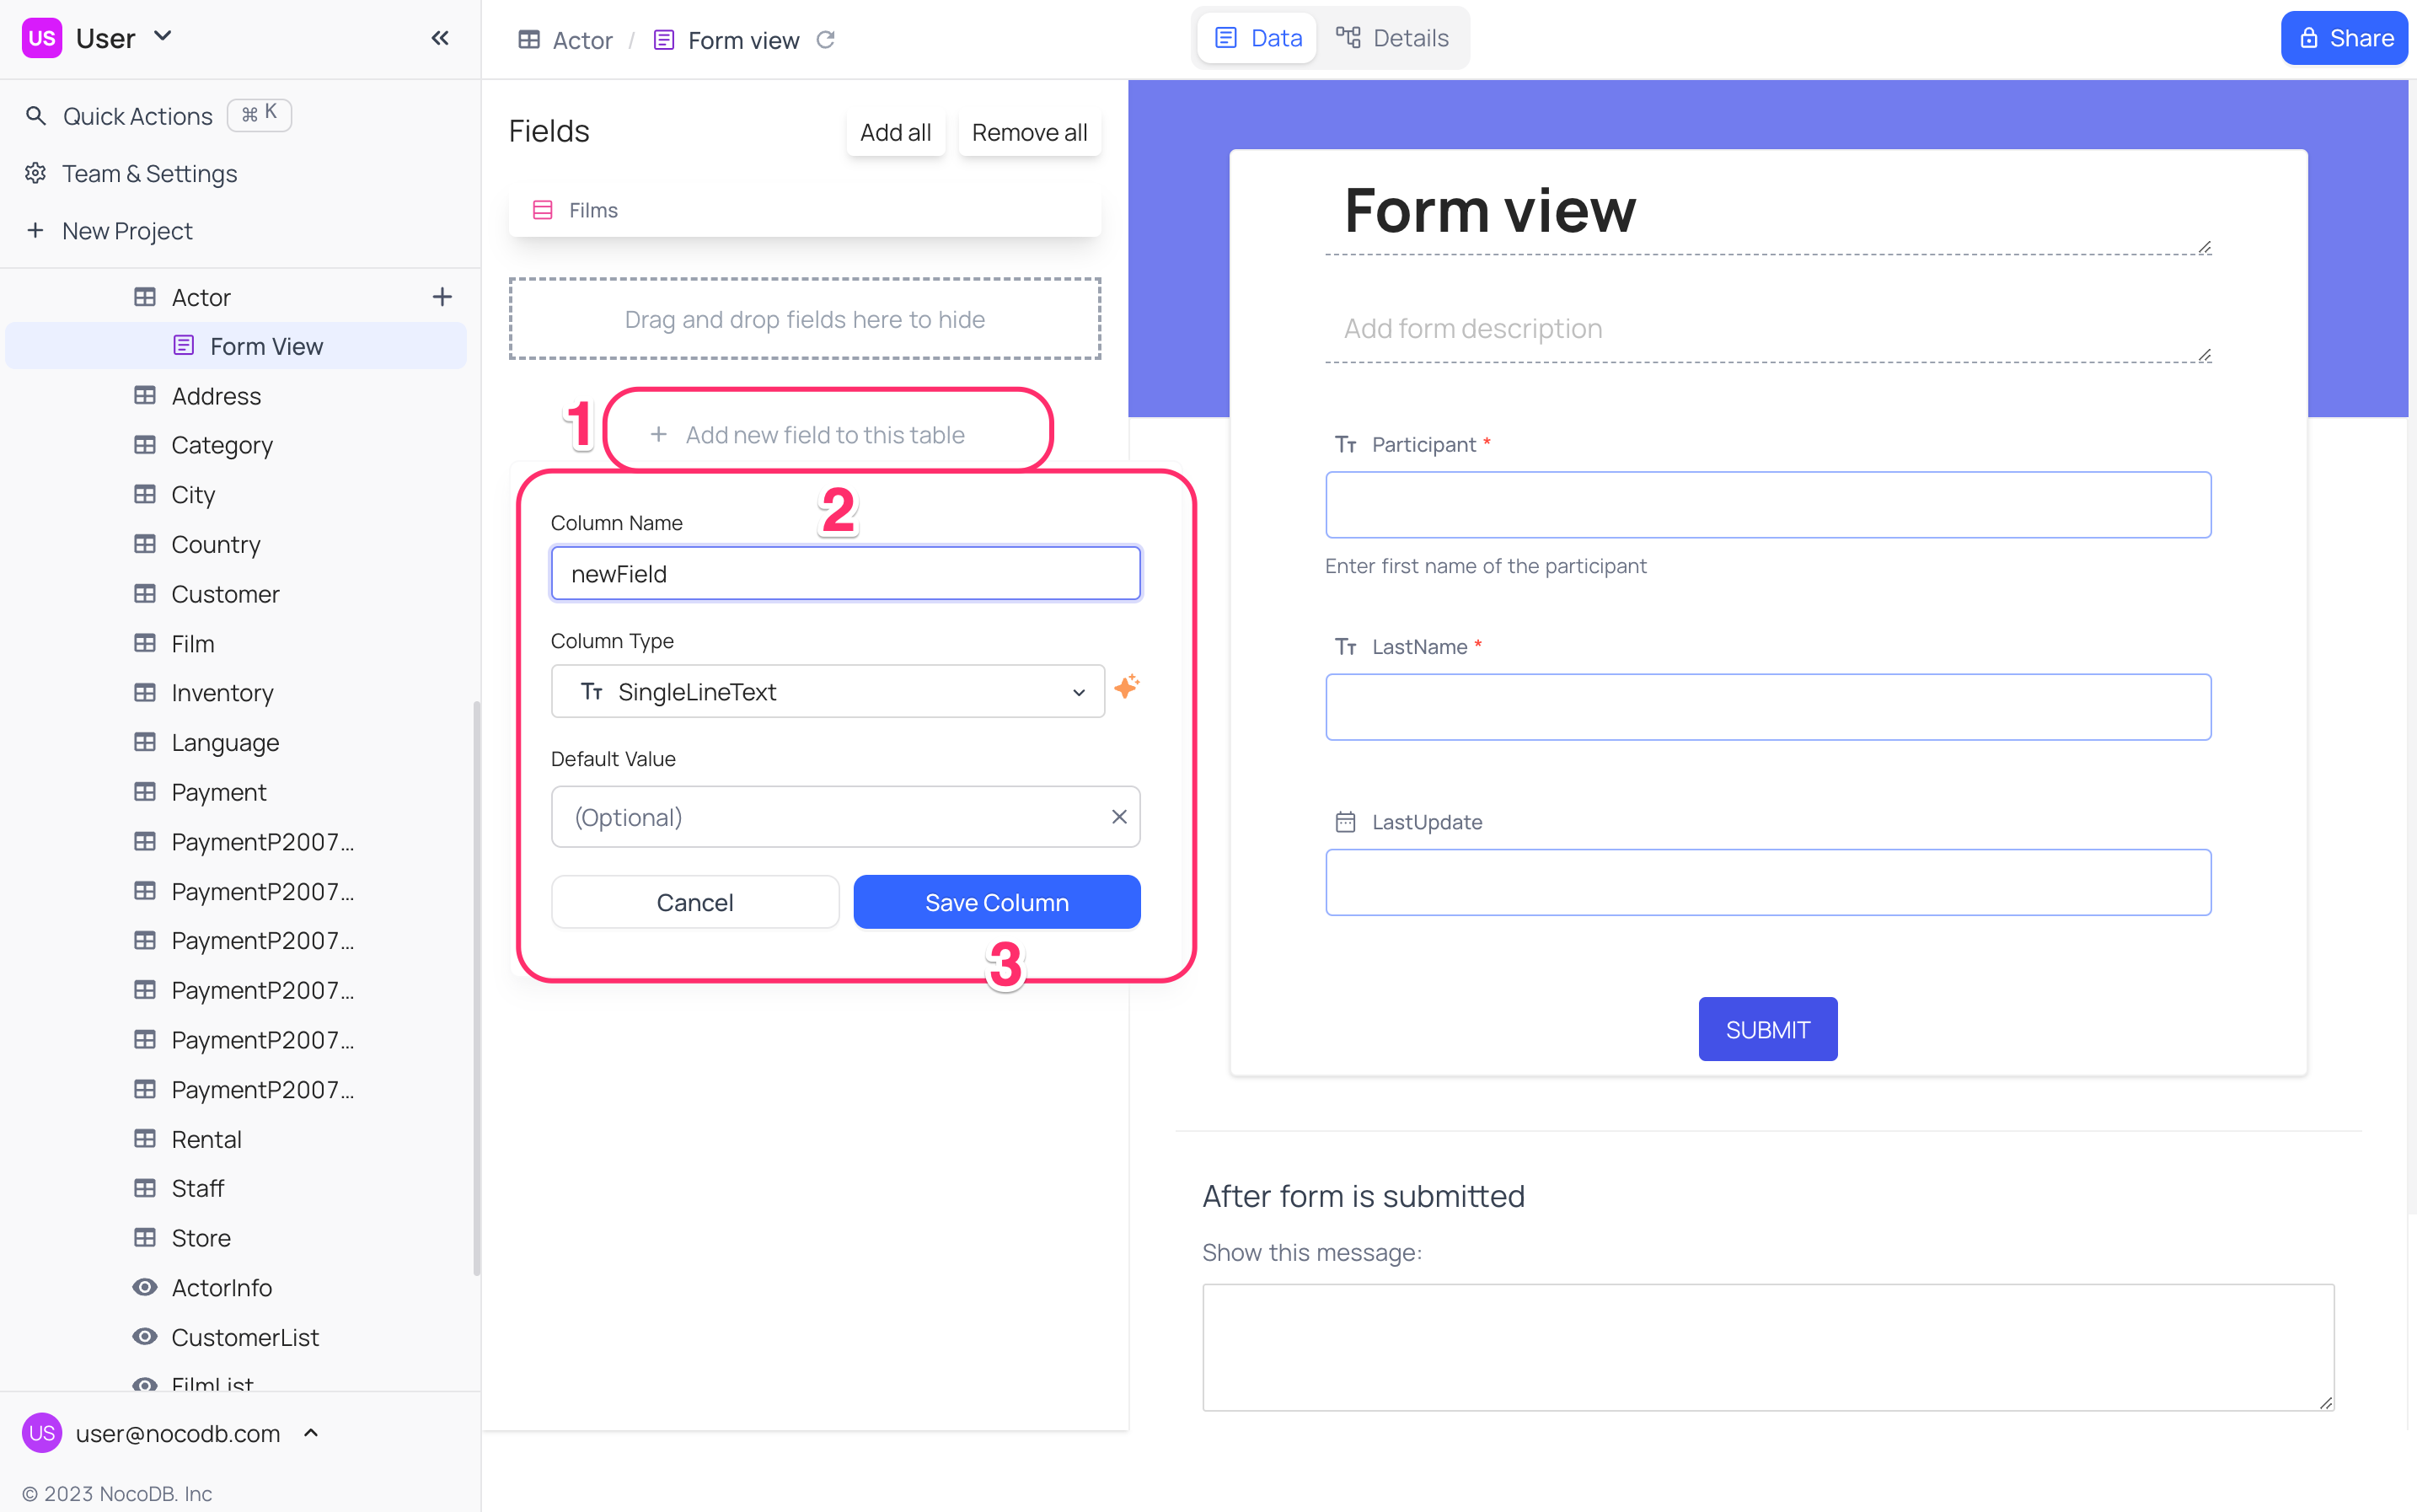 US User
Quick Actions ⌘ K
Team & Settings
+ New Project
Actor
Form View
Address
Category
City
Country
Customer
Film
Inventory
Language
Payment
PaymentP2007...
PaymentP2007...
PaymentP2007...
PaymentP2007...
PaymentP2007...
PaymentP2007...
Rental
Staff
Store
ActorInfo
CustomerList
FilmList
US user@nocodb.com
© 2023 NocoDB. Inc
Actor / Form view
Data Details
Share
Fields Add all Remove all
Films
Drag and drop fields here to hide
1
+ Add new field to this table
2
Column Name
newField
Column Type
SingleLineText
Default Value
(Optional)
Cancel Save Column
3
Form view
Add form description
Participant *
Enter first name of the participant
LastName *
LastUpdate
SUBMIT
After form is submitted
Show this message: